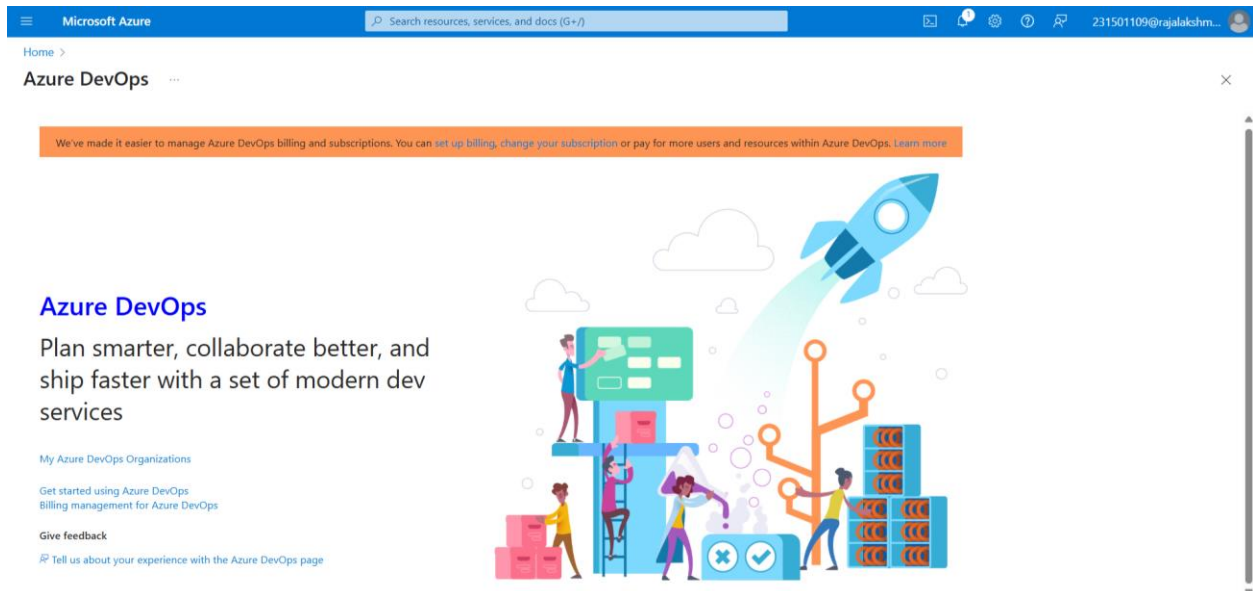 Microsoft Azure
Search resources, services, and docs (G+/)
1
231501109@rajalakshm...
Home >
Azure DevOps ...
We've made it easier to manage Azure DevOps billing and subscriptions. You can set up billing, change your subscription or pay for more users and resources within Azure DevOps. Learn more
Azure DevOps
Plan smarter, collaborate better, and
ship faster with a set of modern dev
services
My Azure DevOps Organizations
Get started using Azure DevOps
Billing management for Azure DevOps
Give feedback
Tell us about your experience with the Azure DevOps page